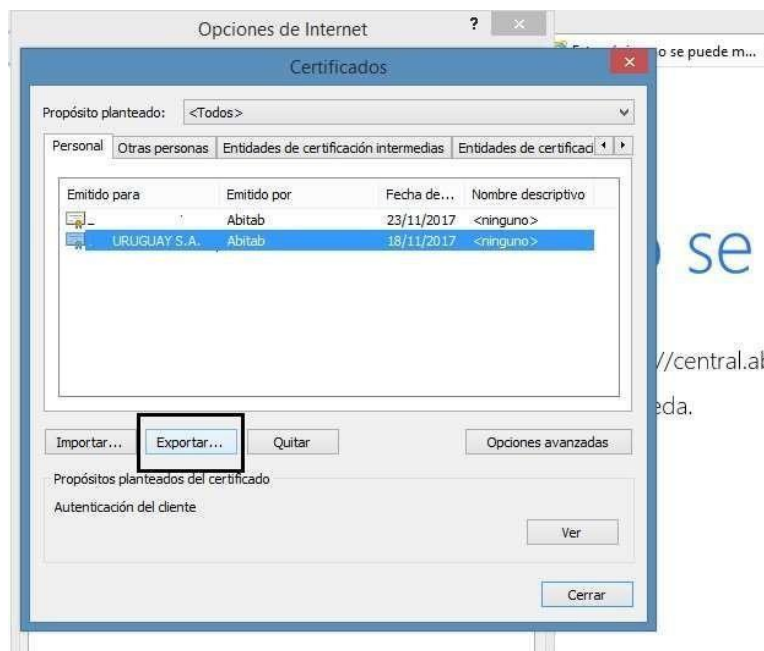 Opciones de Internet ? ×
o se puede m...
Certificados ×
Propósito planteado: <Todos>
Personal Otras personas Entidades de certificación intermedias Entidades de certificaci
Emitido para Emitido por Fecha de... Nombre descriptivo
Abitab 23/11/2017 <ninguno>
URUGUAY S.A. Abitab 18/11/2017 <ninguno>
se
//central.ab
eda.
Importar... Exportar... Quitar Opciones avanzadas
Propósitos planteados del certificado
Autenticación del cliente
Ver
Cerrar